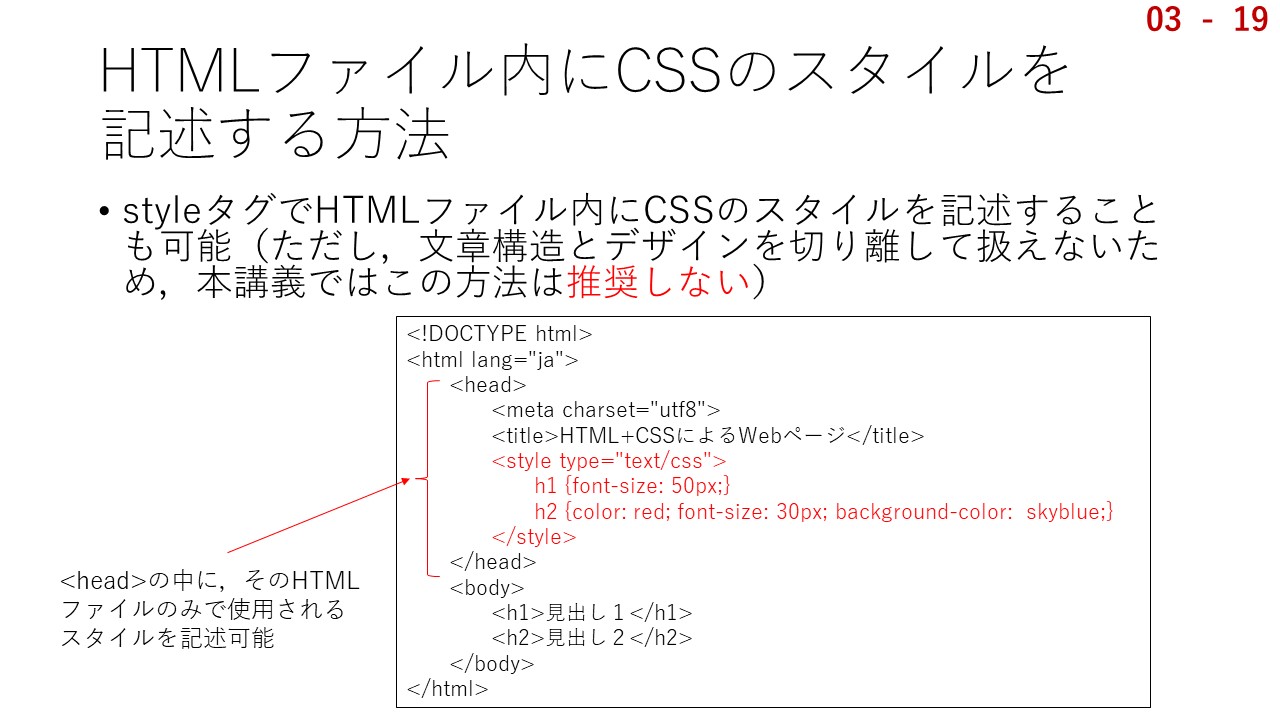 03 - 19
HTMLファイル内にCSSのスタイルを
記述する方法
• styleタグでHTMLファイル内にCSSのスタイルを記述すること
も可能（ただし，文章構造とデザインを切り離して扱えないた
め，本講義ではこの方法は推奨しない）
<!DOCTYPE html>
<html lang="ja">
<head>
<meta charset="utf8">
<title>HTML+CSSによるWebページ</title>
<style type="text/css">
h1 {font-size: 50px;}
h2 {color: red; font-size: 30px; background-color:  skyblue;}
</style>
</head>
<body>
<h1>見出し１</h1>
<h2>見出し２</h2>
</body>
</html>
<head>の中に，そのHTML
ファイルのみで使用される
スタイルを記述可能